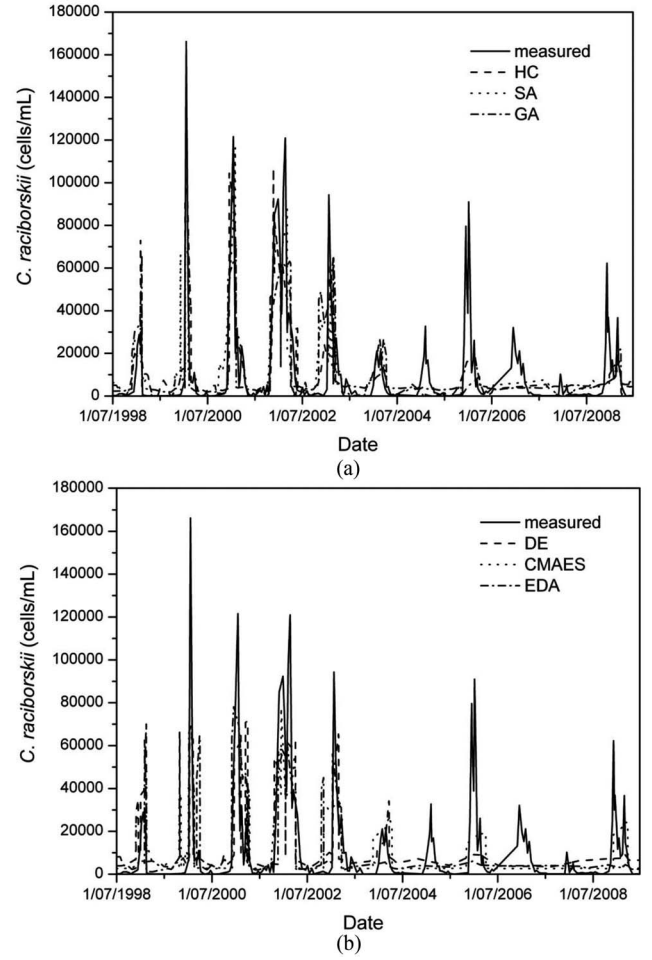 180000
160000
140000
120000
100000
80000
60000
40000
20000
0
C. raciborskii (cells/mL)
measured
HC
SA
GA
1/07/1998 1/07/2000 1/07/2002 1/07/2004 1/07/2006 1/07/2008
Date
(a)
180000
160000
140000
120000
100000
80000
60000
40000
20000
0
C. raciborskii (cells/mL)
measured
DE
CMAES
EDA
1/07/1998 1/07/2000 1/07/2002 1/07/2004 1/07/2006 1/07/2008
Date
(b)